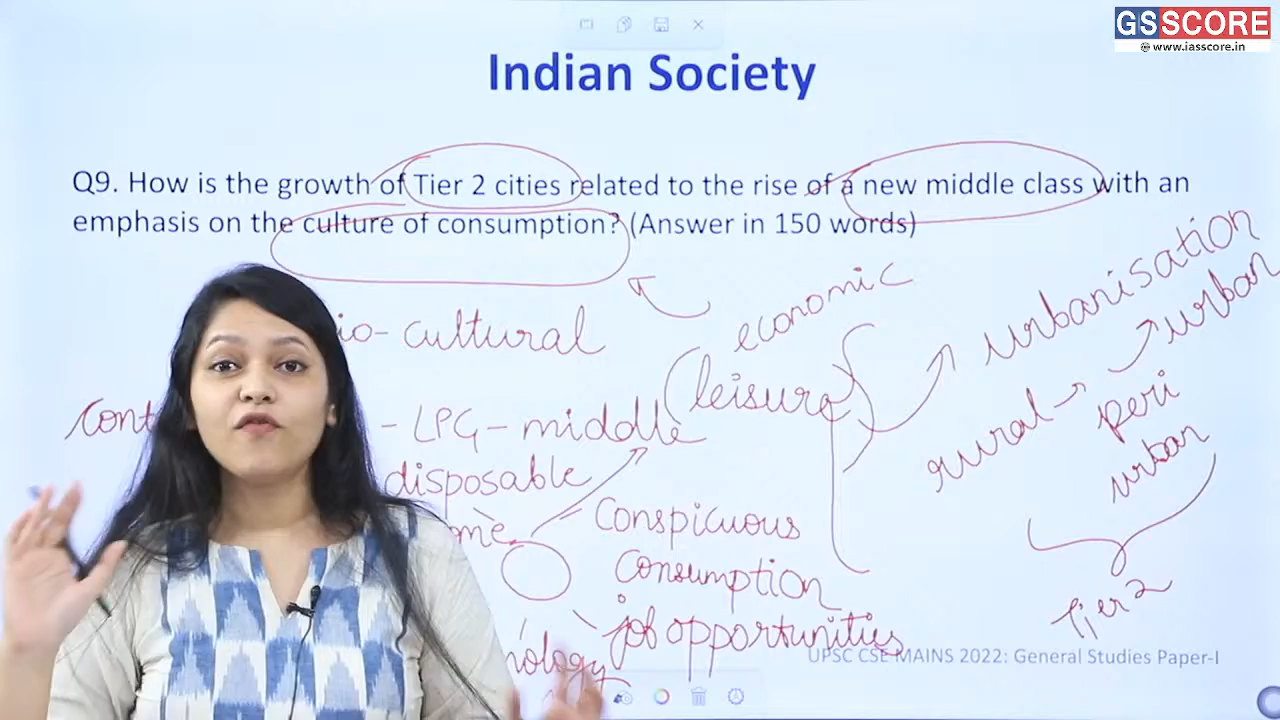 GSSCORE
www.iasscore.in
Indian Society
Q9. How is the growth of Tier 2 cities related to the rise of a new middle class with an
emphasis on the culture of consumption? (Answer in 150 words)
economic
urbanisation
io-cultural
(leisure
rural
peri
urban
urban
cont
- LPG - middle
disposable
ome
Conspicuous
Consumption
job opportunities
nology
Tier 2
UPSC CSE MAINS 2022: General Studies Paper-I